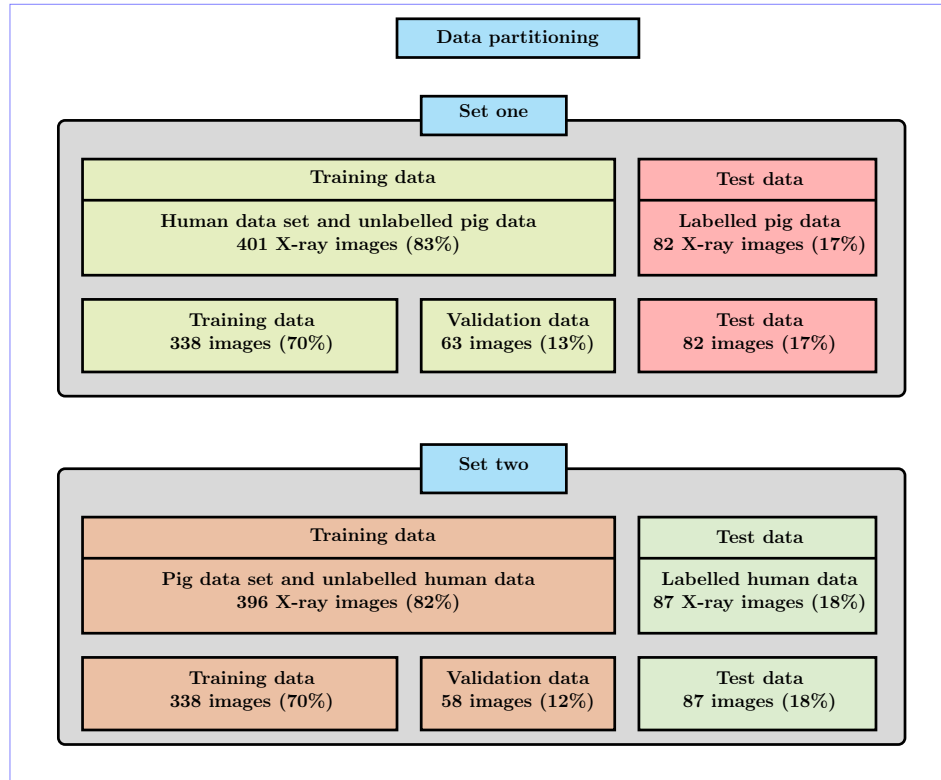 Data partitioning
Set one
Training data
Human data set and unlabelled pig data
401 X-ray images (83%)
Test data
Labelled pig data
82 X-ray images (17%)
Training data
338 images (70%)
Validation data
63 images (13%)
Test data
82 images (17%)
Set two
Training data
Pig data set and unlabelled human data
396 X-ray images (82%)
Test data
Labelled human data
87 X-ray images (18%)
Training data
338 images (70%)
Validation data
58 images (12%)
Test data
87 images (18%)